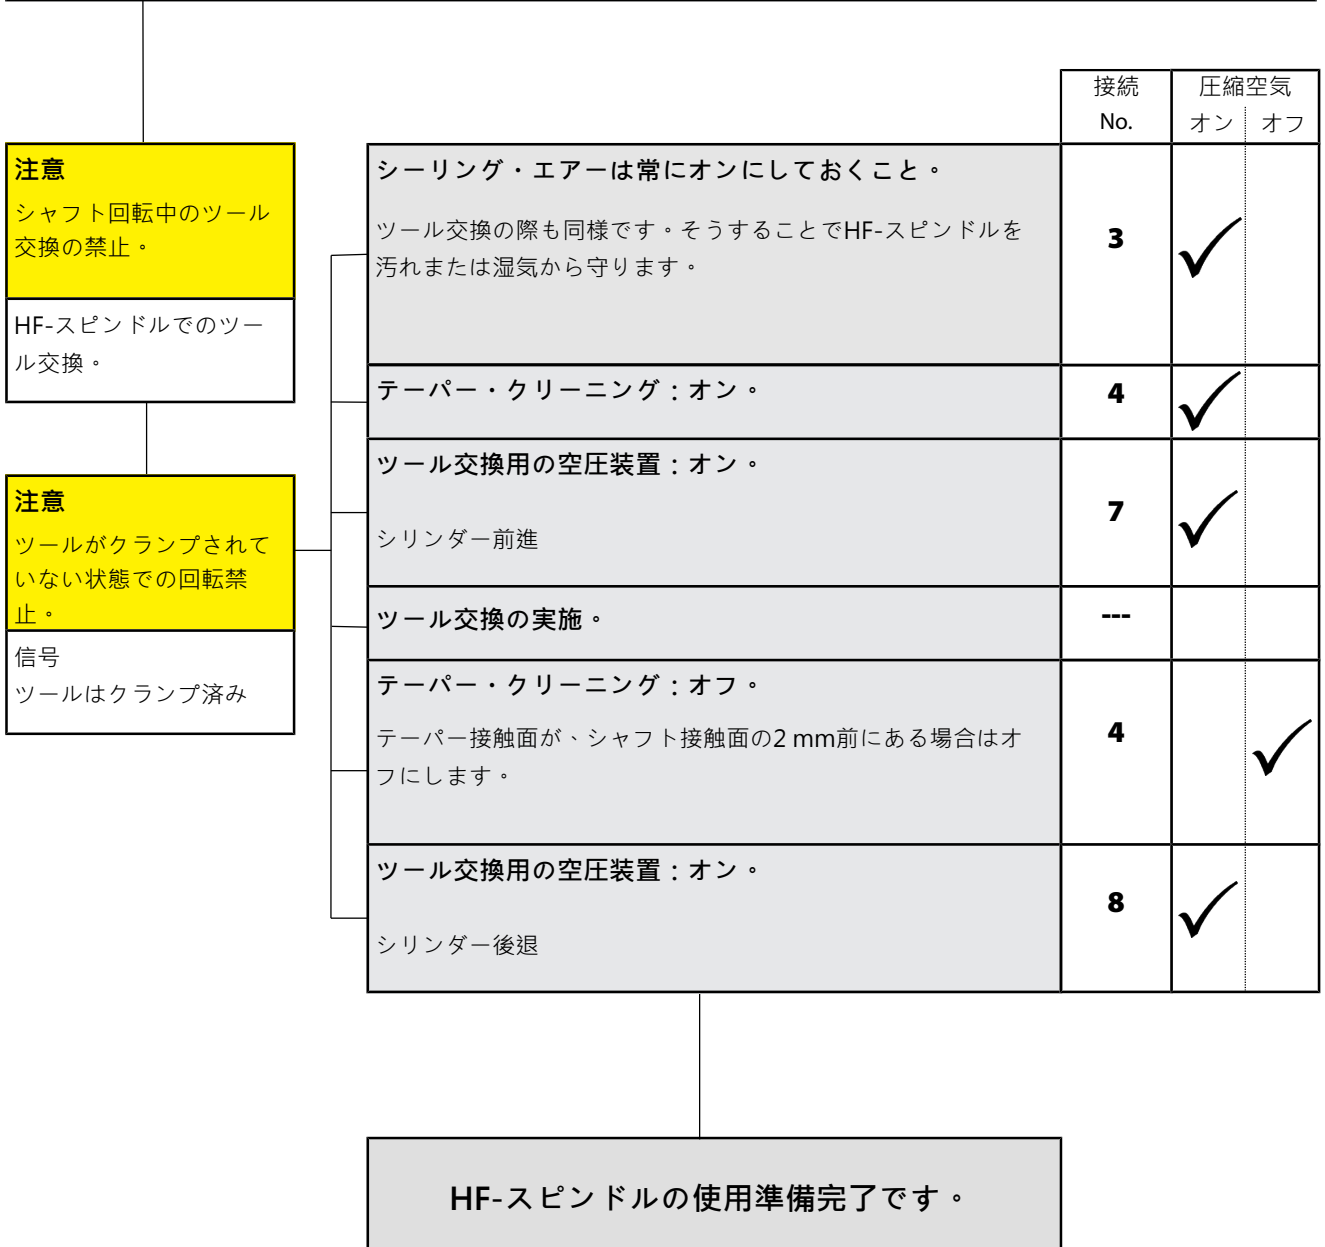 接続
No.
圧縮空気
オン オフ
注意
シャフト回転中のツール
交換の禁止。
HF-スピンドルでのツー
ル交換。
注意
ツールがクランプされて
いない状態での回転禁
止。
信号
ツールはクランプ済み
シーリング・エアーは常にオンにしておくこと。
ツール交換の際も同様です。そうすることでHF-スピンドルを
汚れまたは湿気から守ります。
3
テーパー・クリーニング：オン。
4
ツール交換用の空圧装置：オン。
シリンダー前進
7
ツール交換の実施。
---
テーパー・クリーニング：オフ。
テーパー接触面が、シャフト接触面の2 mm前にある場合はオ
フにします。
4
ツール交換用の空圧装置：オン。
シリンダー後退
8
HF-スピンドルの使用準備完了です。